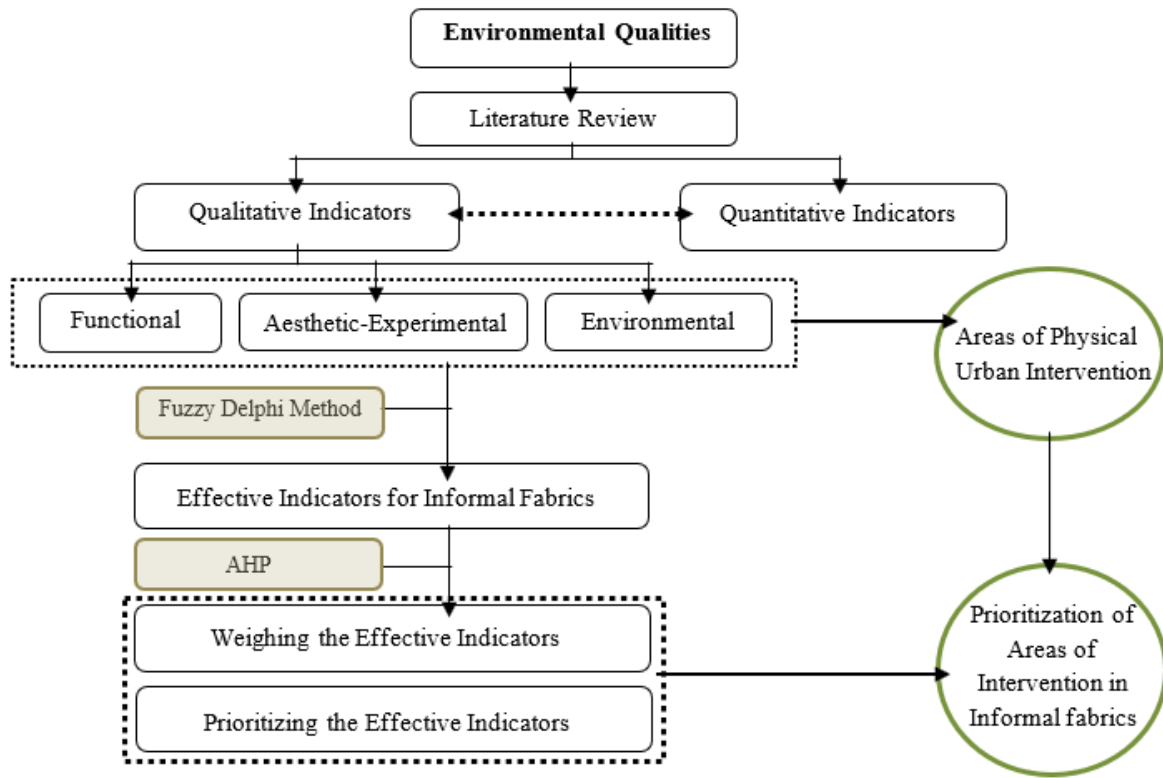 Environmental Qualities
Literature Review
Qualitative Indicators
Quantitative Indicators
Functional
Aesthetic-Experimental
Environmental
Areas of Physical
Urban Intervention
Fuzzy Delphi Method
Effective Indicators for Informal Fabrics
AHP
Weighing the Effective Indicators
Prioritizing the Effective Indicators
Prioritization of
Areas of
Intervention in
Informal fabrics